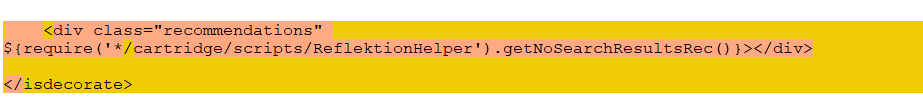 <div class="recommendations"
${require('*/cartridge/scripts/ReflektionHelper').getNoSearchResultsRec()}></div>
</isdecorate>